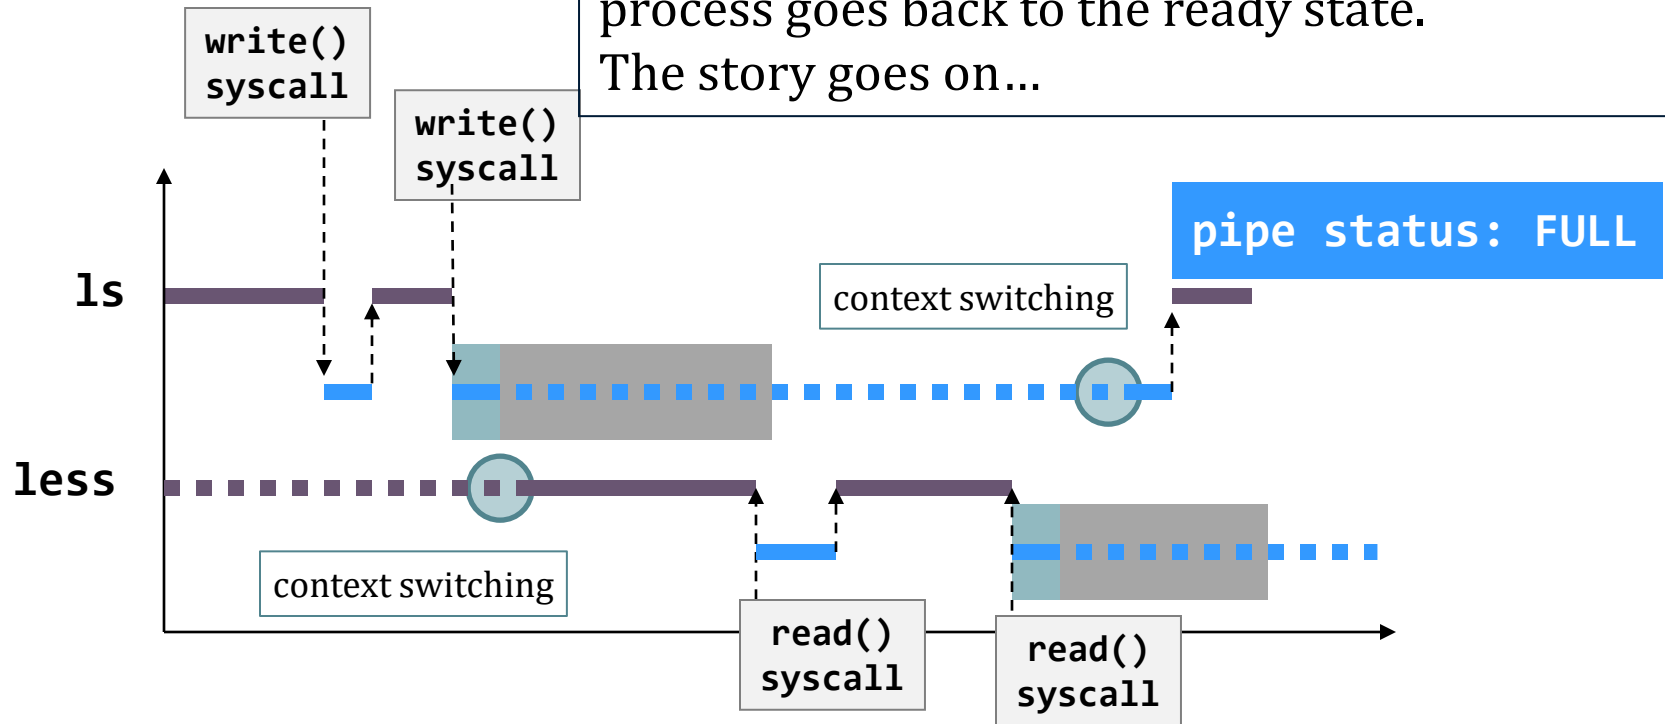 process goes back to the ready state.
The story goes on...
write()
syscall
write()
syscall
pipe status: FULL
ls
context switching
less
context switching
read()
syscall
read()
syscall